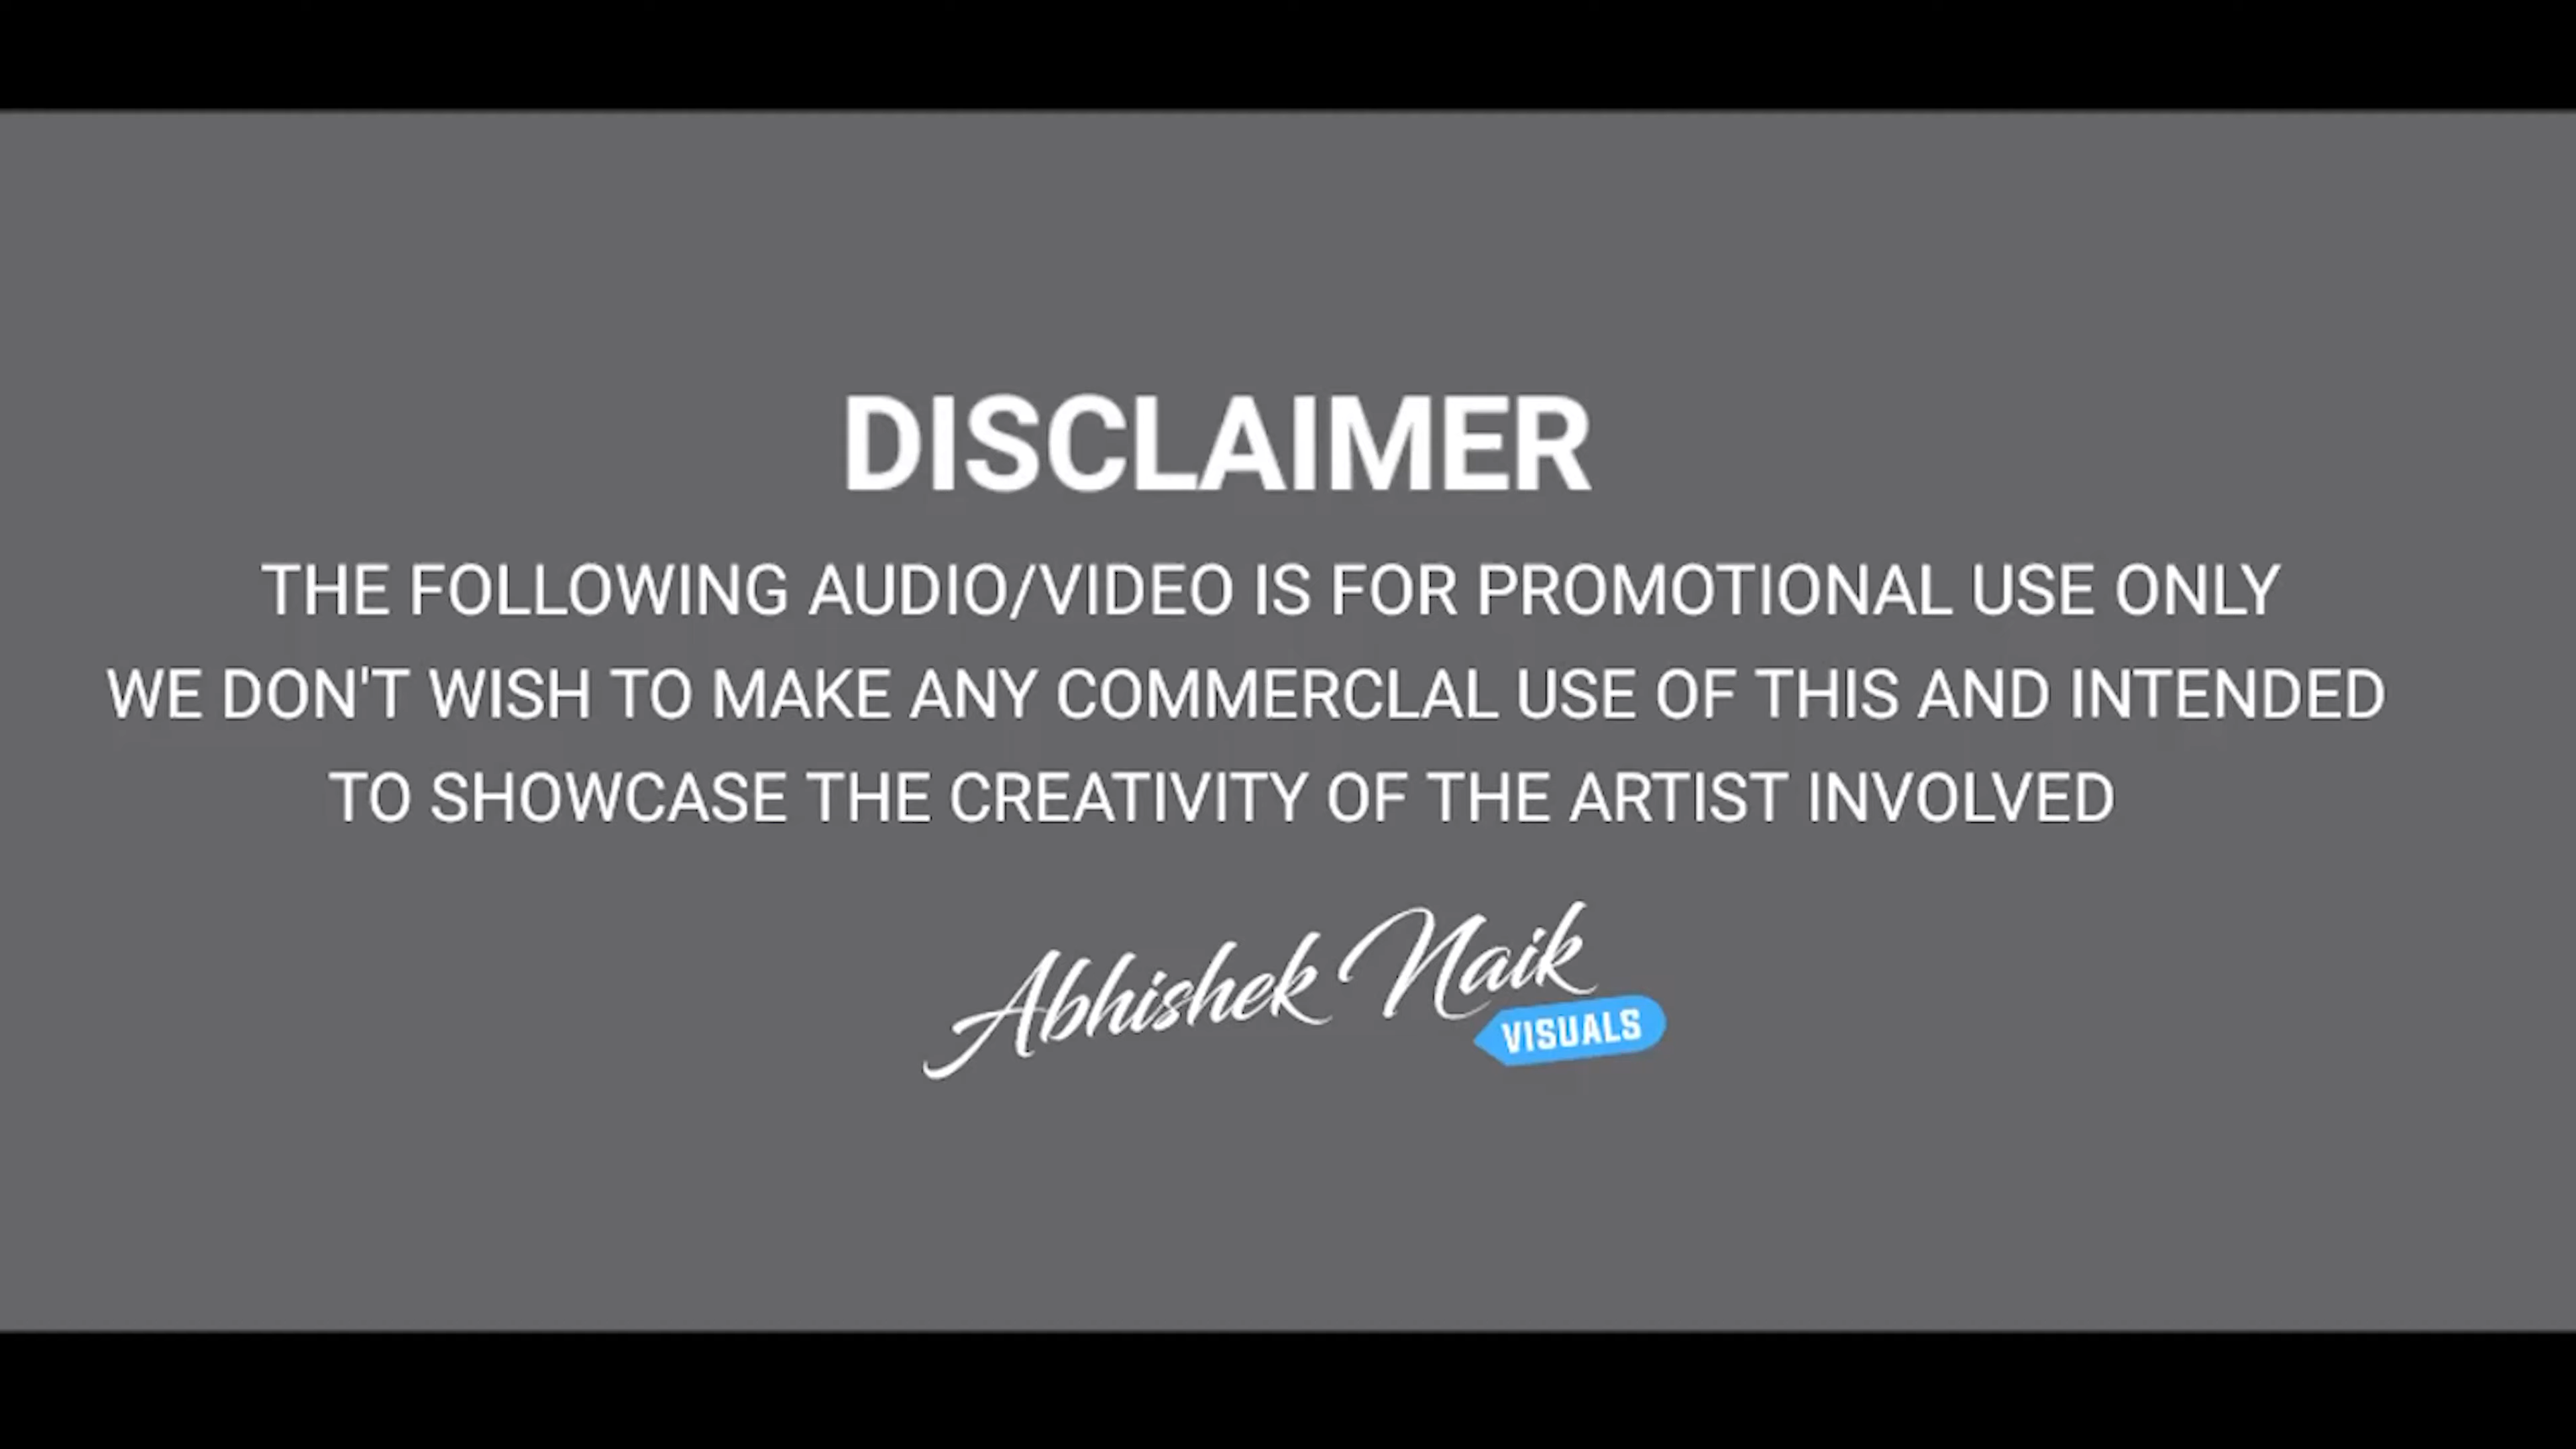 DISCLAIMER
THE FOLLOWING AUDIO/VIDEO IS FOR PROMOTIONAL USE ONLY
WE DON'T WISH TO MAKE ANY COMMERCLAL USE OF THIS AND INTENDED
TO SHOWCASE THE CREATIVITY OF THE ARTIST INVOLVED
Abhishek Naik
VISUALS